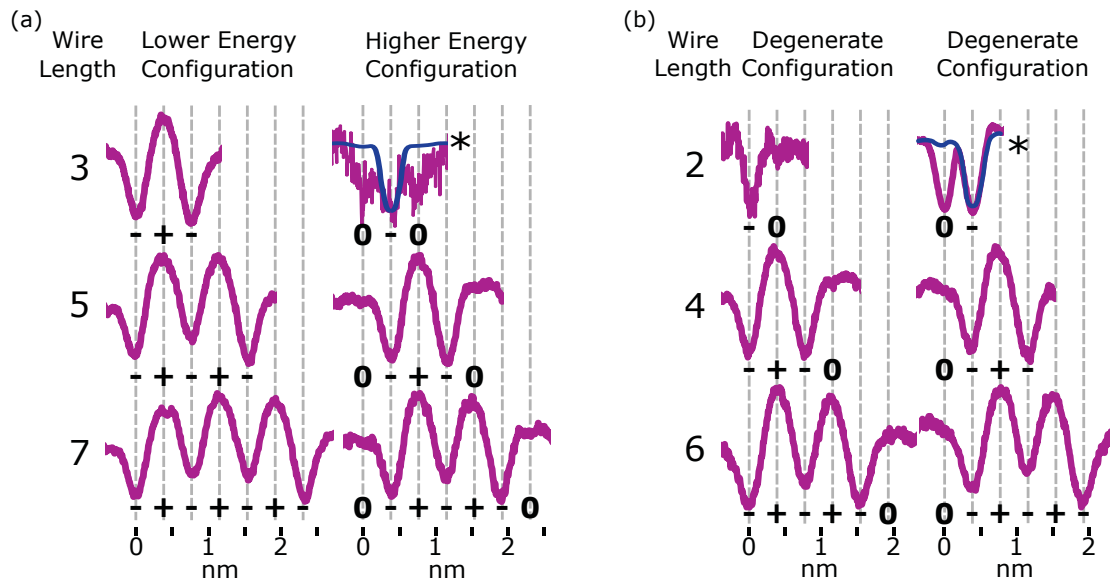 (a)
Wire Length
Lower Energy Configuration
Higher Energy Configuration
3
- + -
*
0 - 0
5
- + - + -
0 - + - 0
7
- + - + - + -
0 - + - + - 0
0 1 2
nm
0 1 2
nm
(b)
Wire Length
Degenerate Configuration
Degenerate Configuration
2
- 0
*
0 -
4
- + - 0
0 - + -
6
- + - + - 0
0 - + - + -
0 1 2
nm
0 1 2
nm